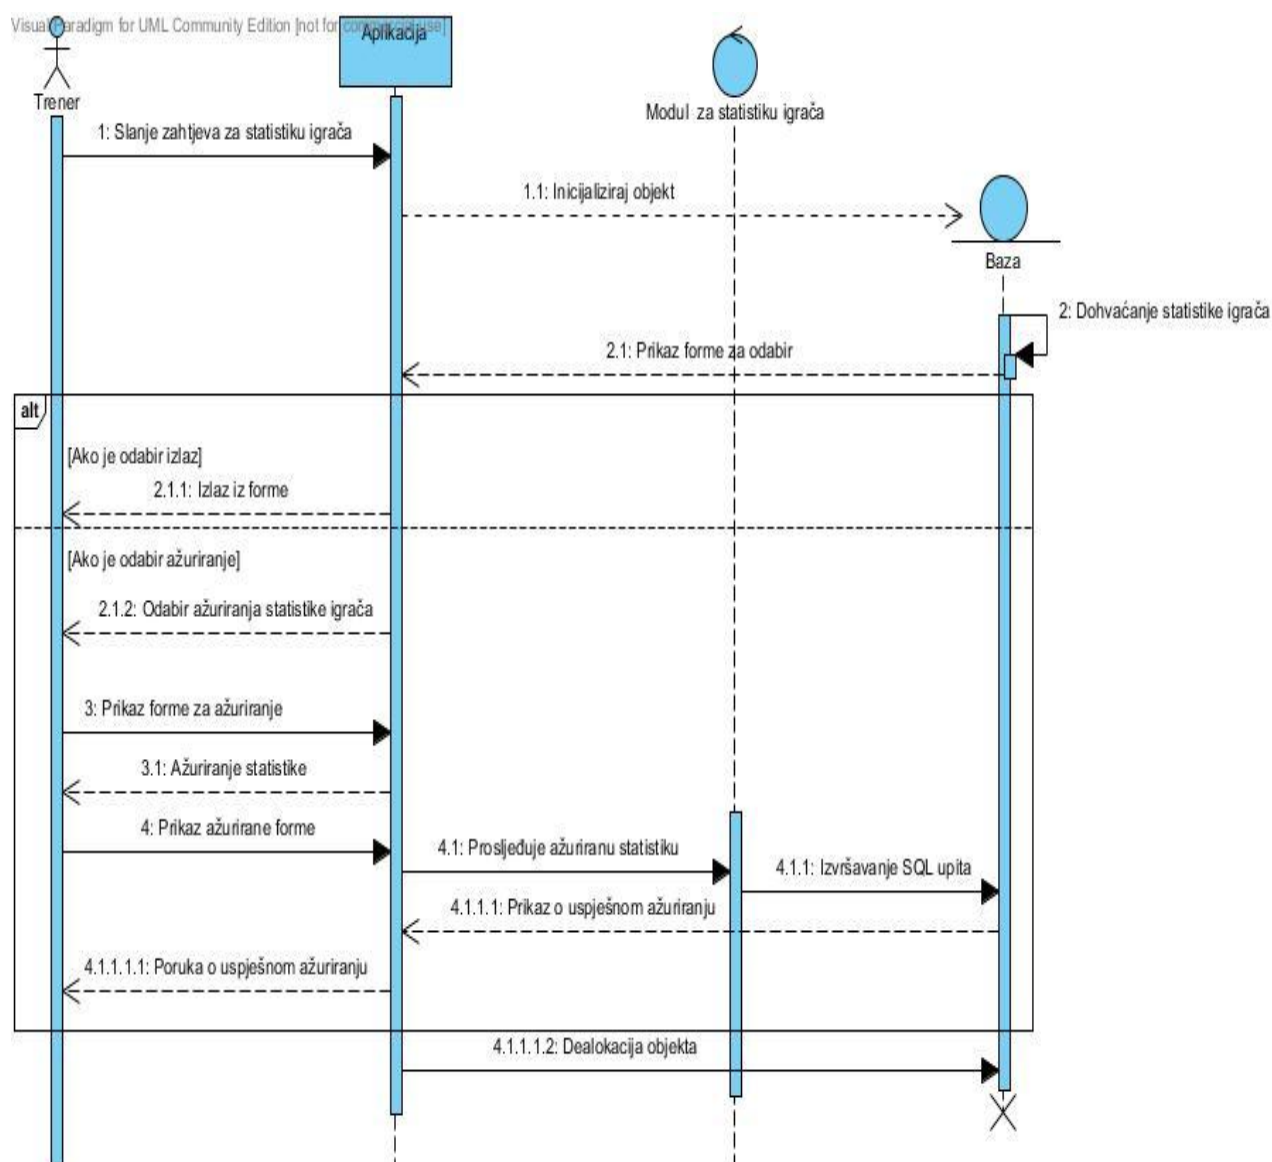 Visual Paradigm for UML Community Edition [not for commercial use]
Aplikacija
Trener
Modul za statistiku igrača
1: Slanje zahtjeva za statistiku igrača
1.1: Inicijaliziraj objekt
Baza
2: Dohvaćanje statistike igrača
2.1: Prikaz forme za odabir
alt
[Ako je odabir izlaz]
2.1.1: Izlaz iz forme
[Ako je odabir ažuriranje]
2.1.2: Odabir ažuriranja statistike igrača
3: Prikaz forme za ažuriranje
3.1: Ažuriranje statistike
4: Prikaz ažurirane forme
4.1: Prosljeđuje ažuriranu statistiku
4.1.1: Izvršavanje SQL upita
4.1.1.1: Prikaz o uspješnom ažuriranju
4.1.1.1.1: Poruka o uspješnom ažuriranju
4.1.1.1.2: Dealokacija objekta